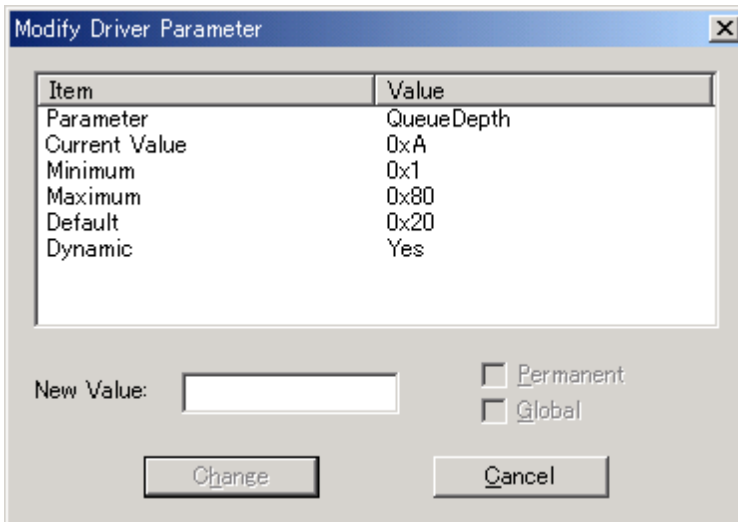 Modify Driver Parameter
Item Value
Parameter QueueDepth
Current Value 0xA
Minimum 0x1
Maximum 0x80
Default 0x20
Dynamic Yes
New Value:
Permanent
Global
Change Cancel